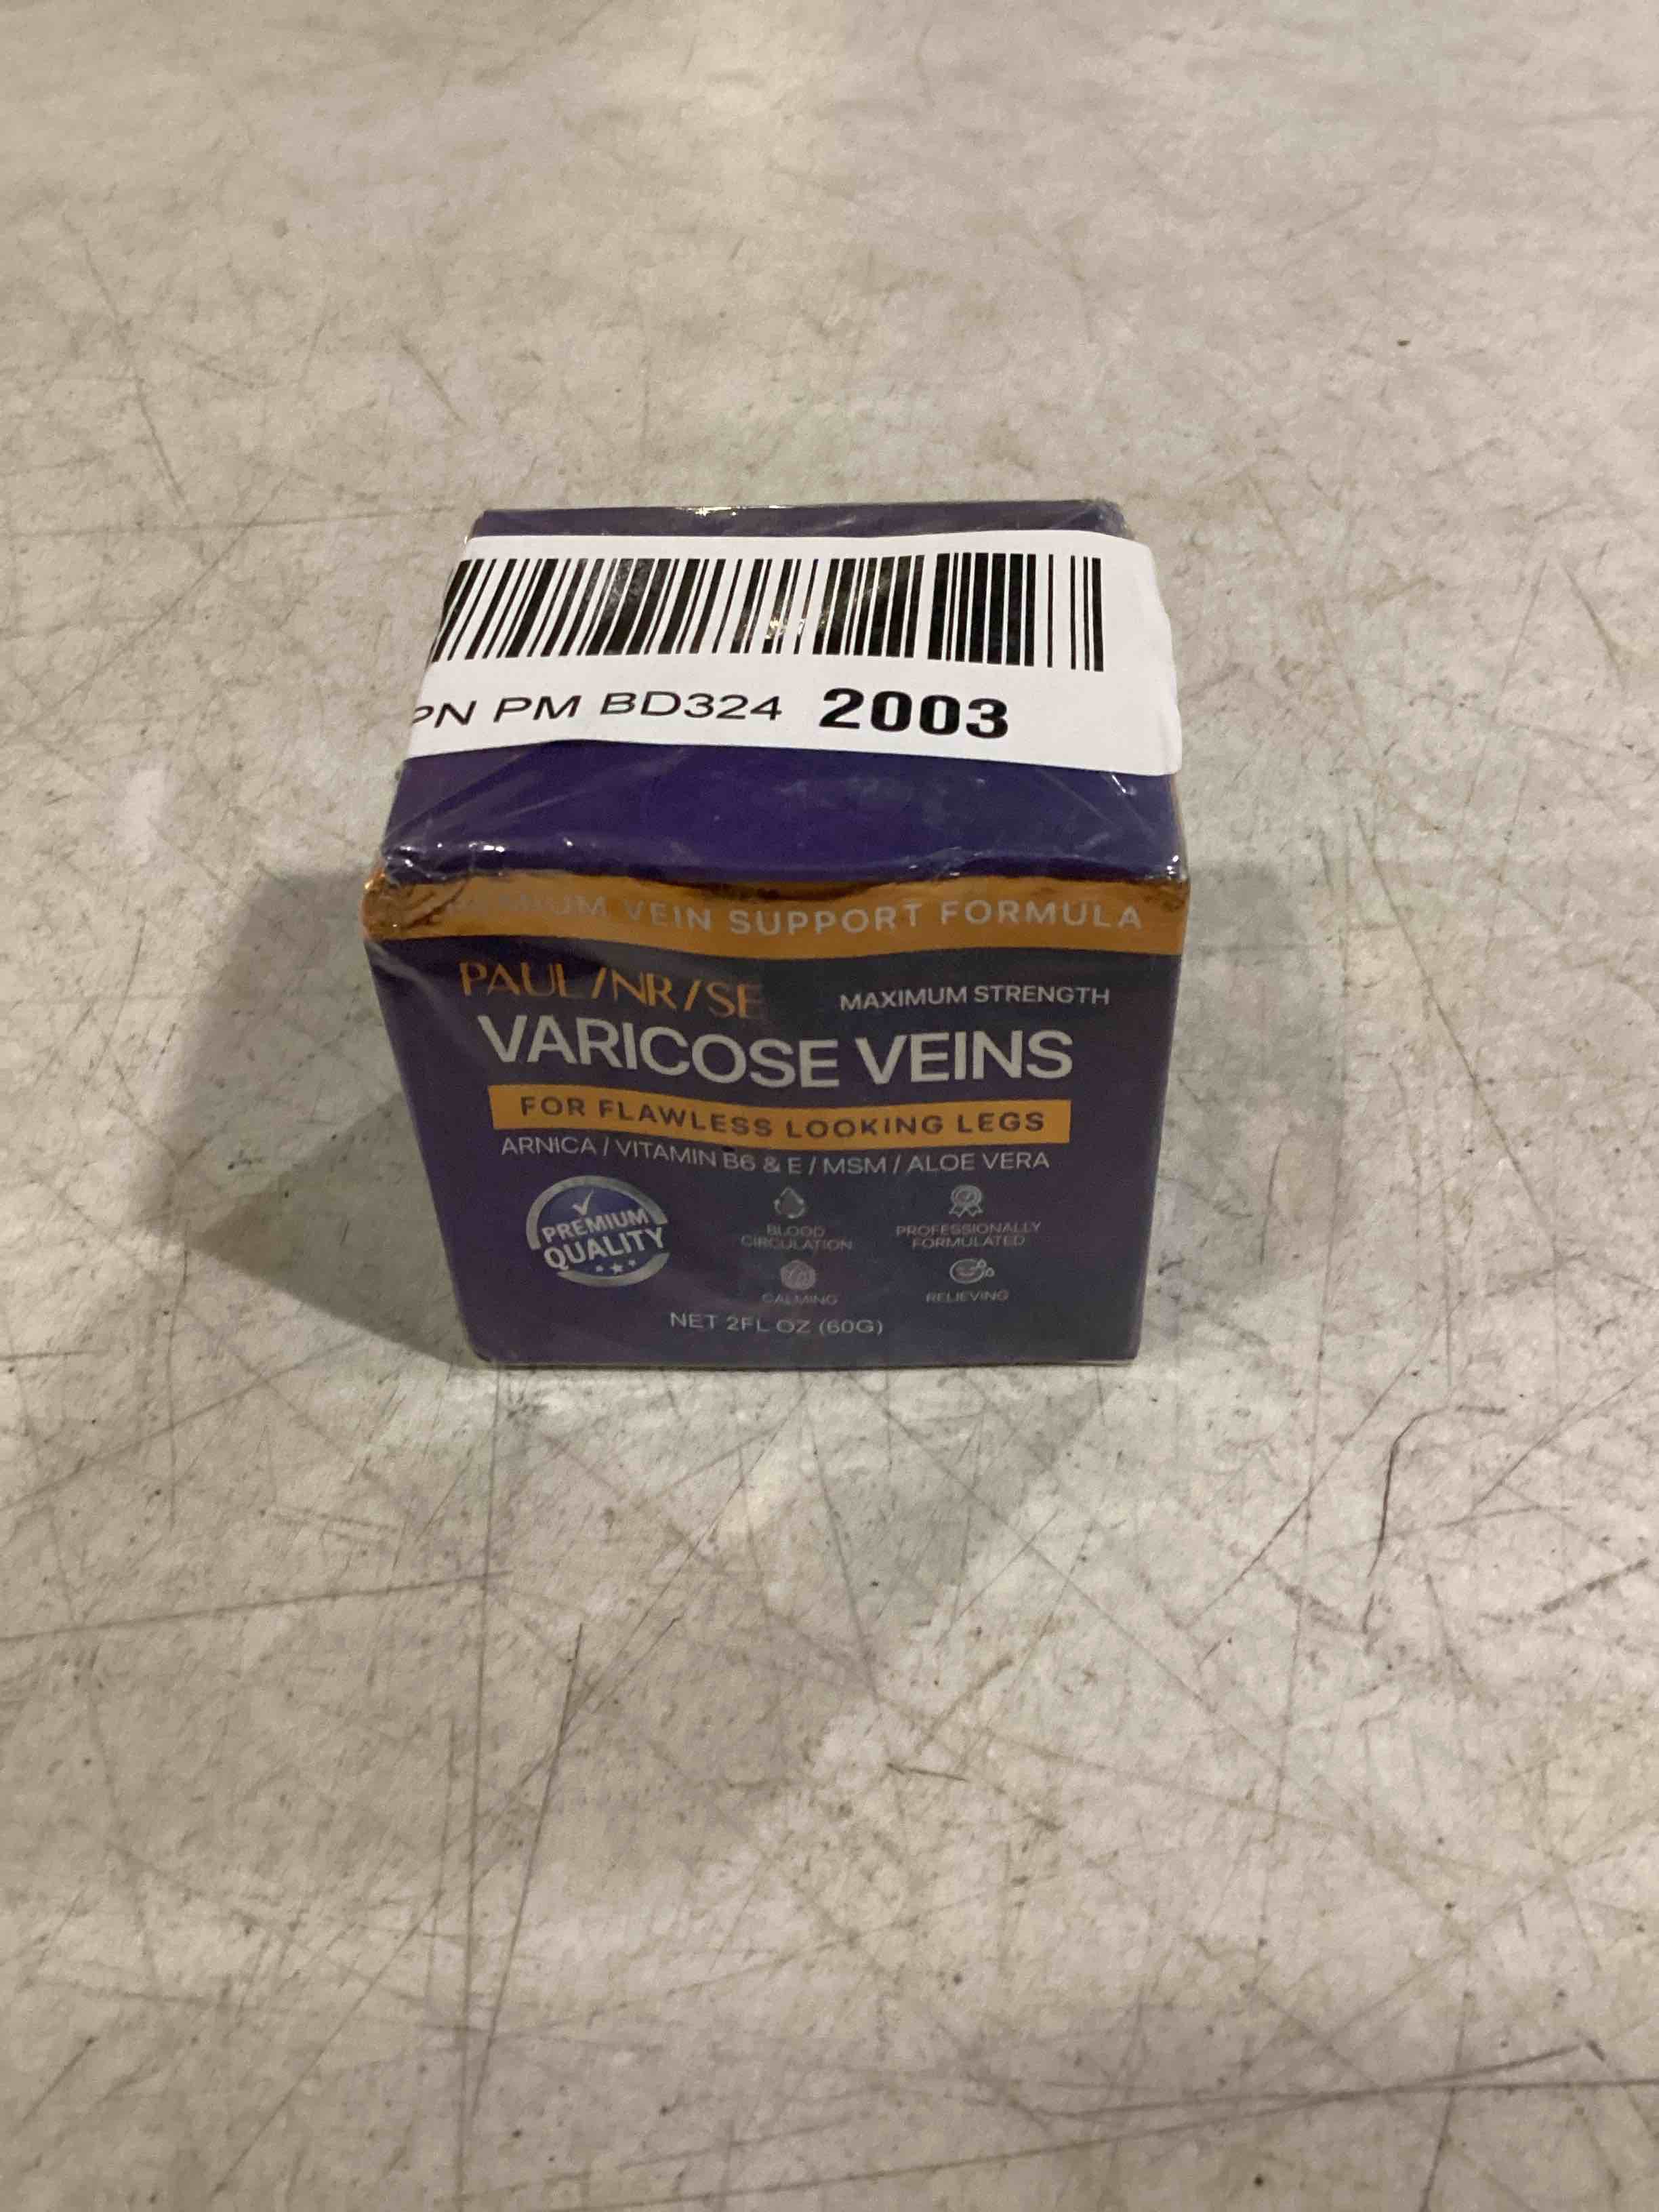 PN PM BD324 2003
VEIN SUPPORT FORMULA
PAUL/NR/SE
MAXIMUM STRENGTH
VARICOSE VEINS
FOR FLAWLESS LOOKING LEGS
ARNICA / VITAMIN B6 & E / MSM / ALOE VERA
PREMIUM
QUALITY
BLOOD
CIRCULATION
PROFESSIONALLY
FORMULATED
CALMING
RELIEVING
NET 2FL OZ (60G)